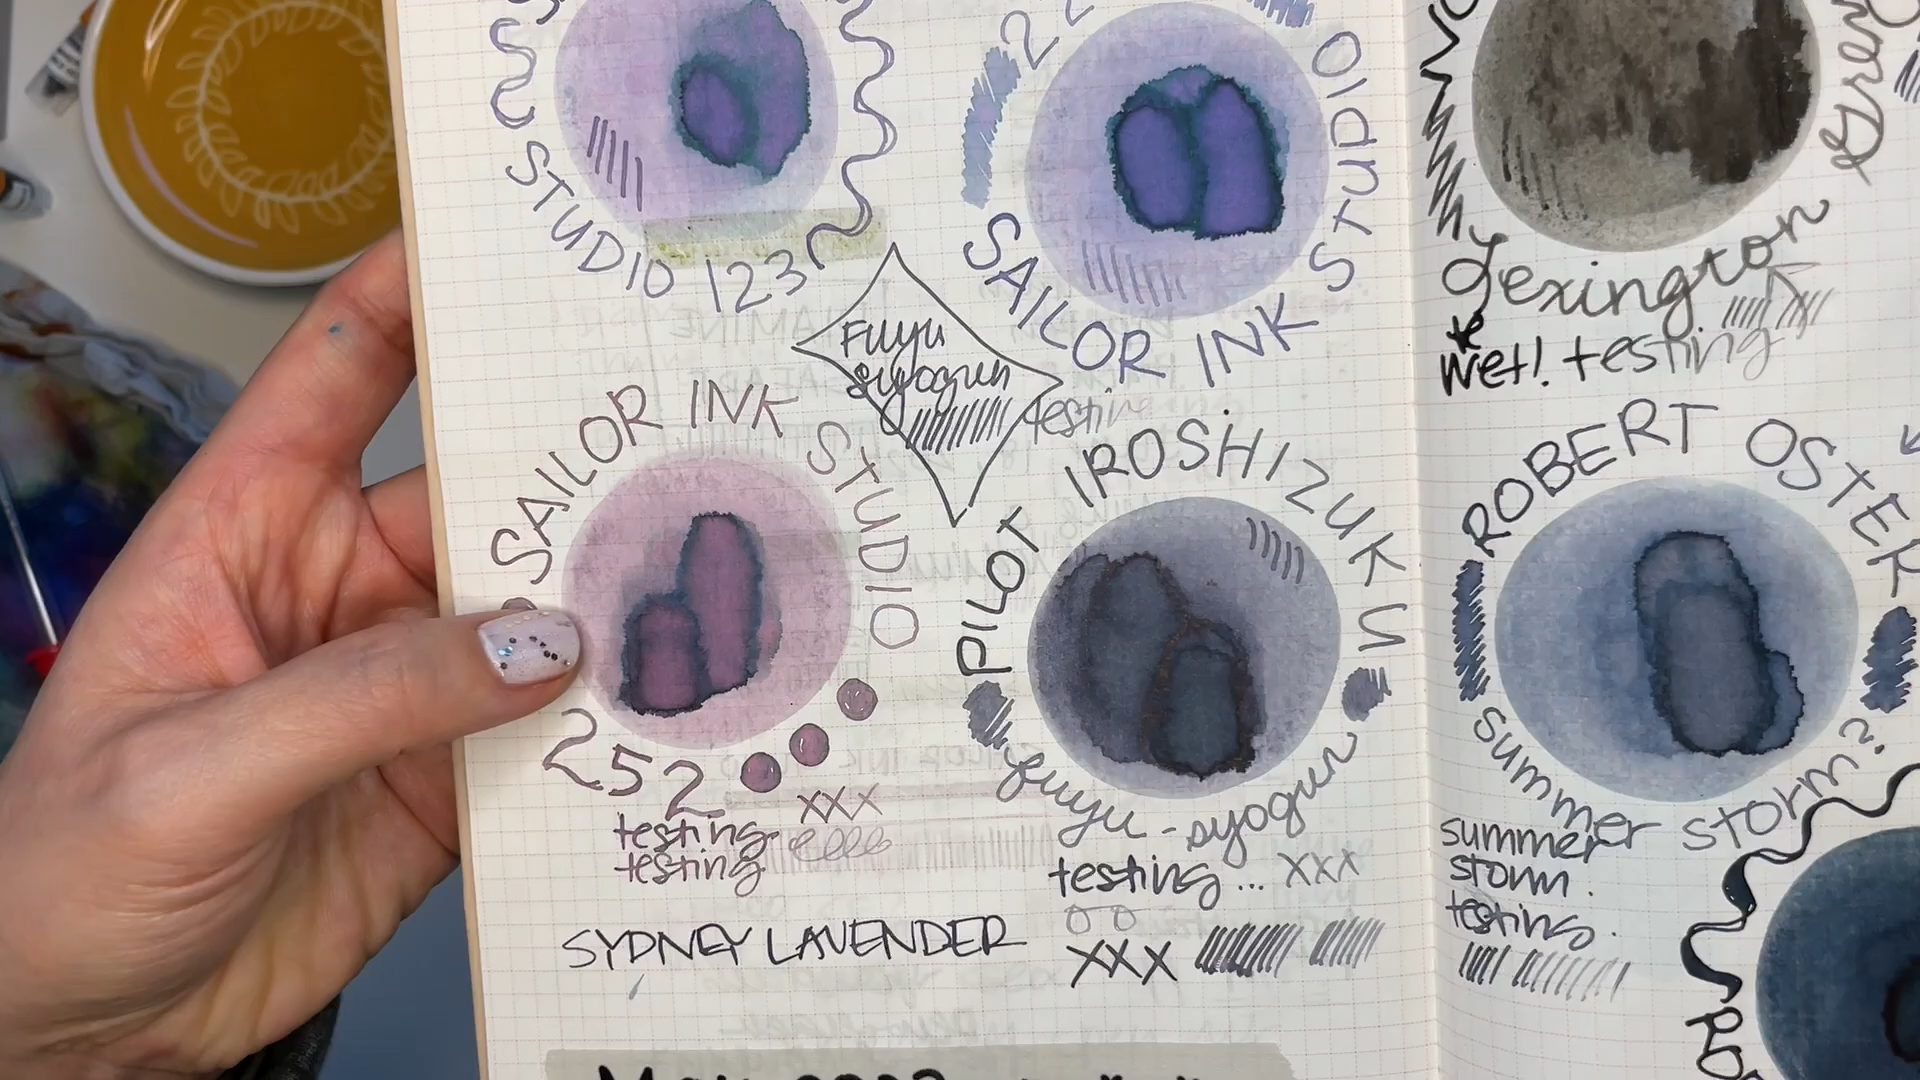 STUDIO 123
SAILOR INK STUDIO
22
Fuyu
syogun
testing
SAILOR INK STUDIO
252
testing xxx
testing
SYDNEY LAVENDER
PILOT IROSHIZUKU
fuyu-syogun
testing... xxx
XXX
Lexington
wet! testing
ROBERT OSTER
summer storm?
summer
storm.
testing.